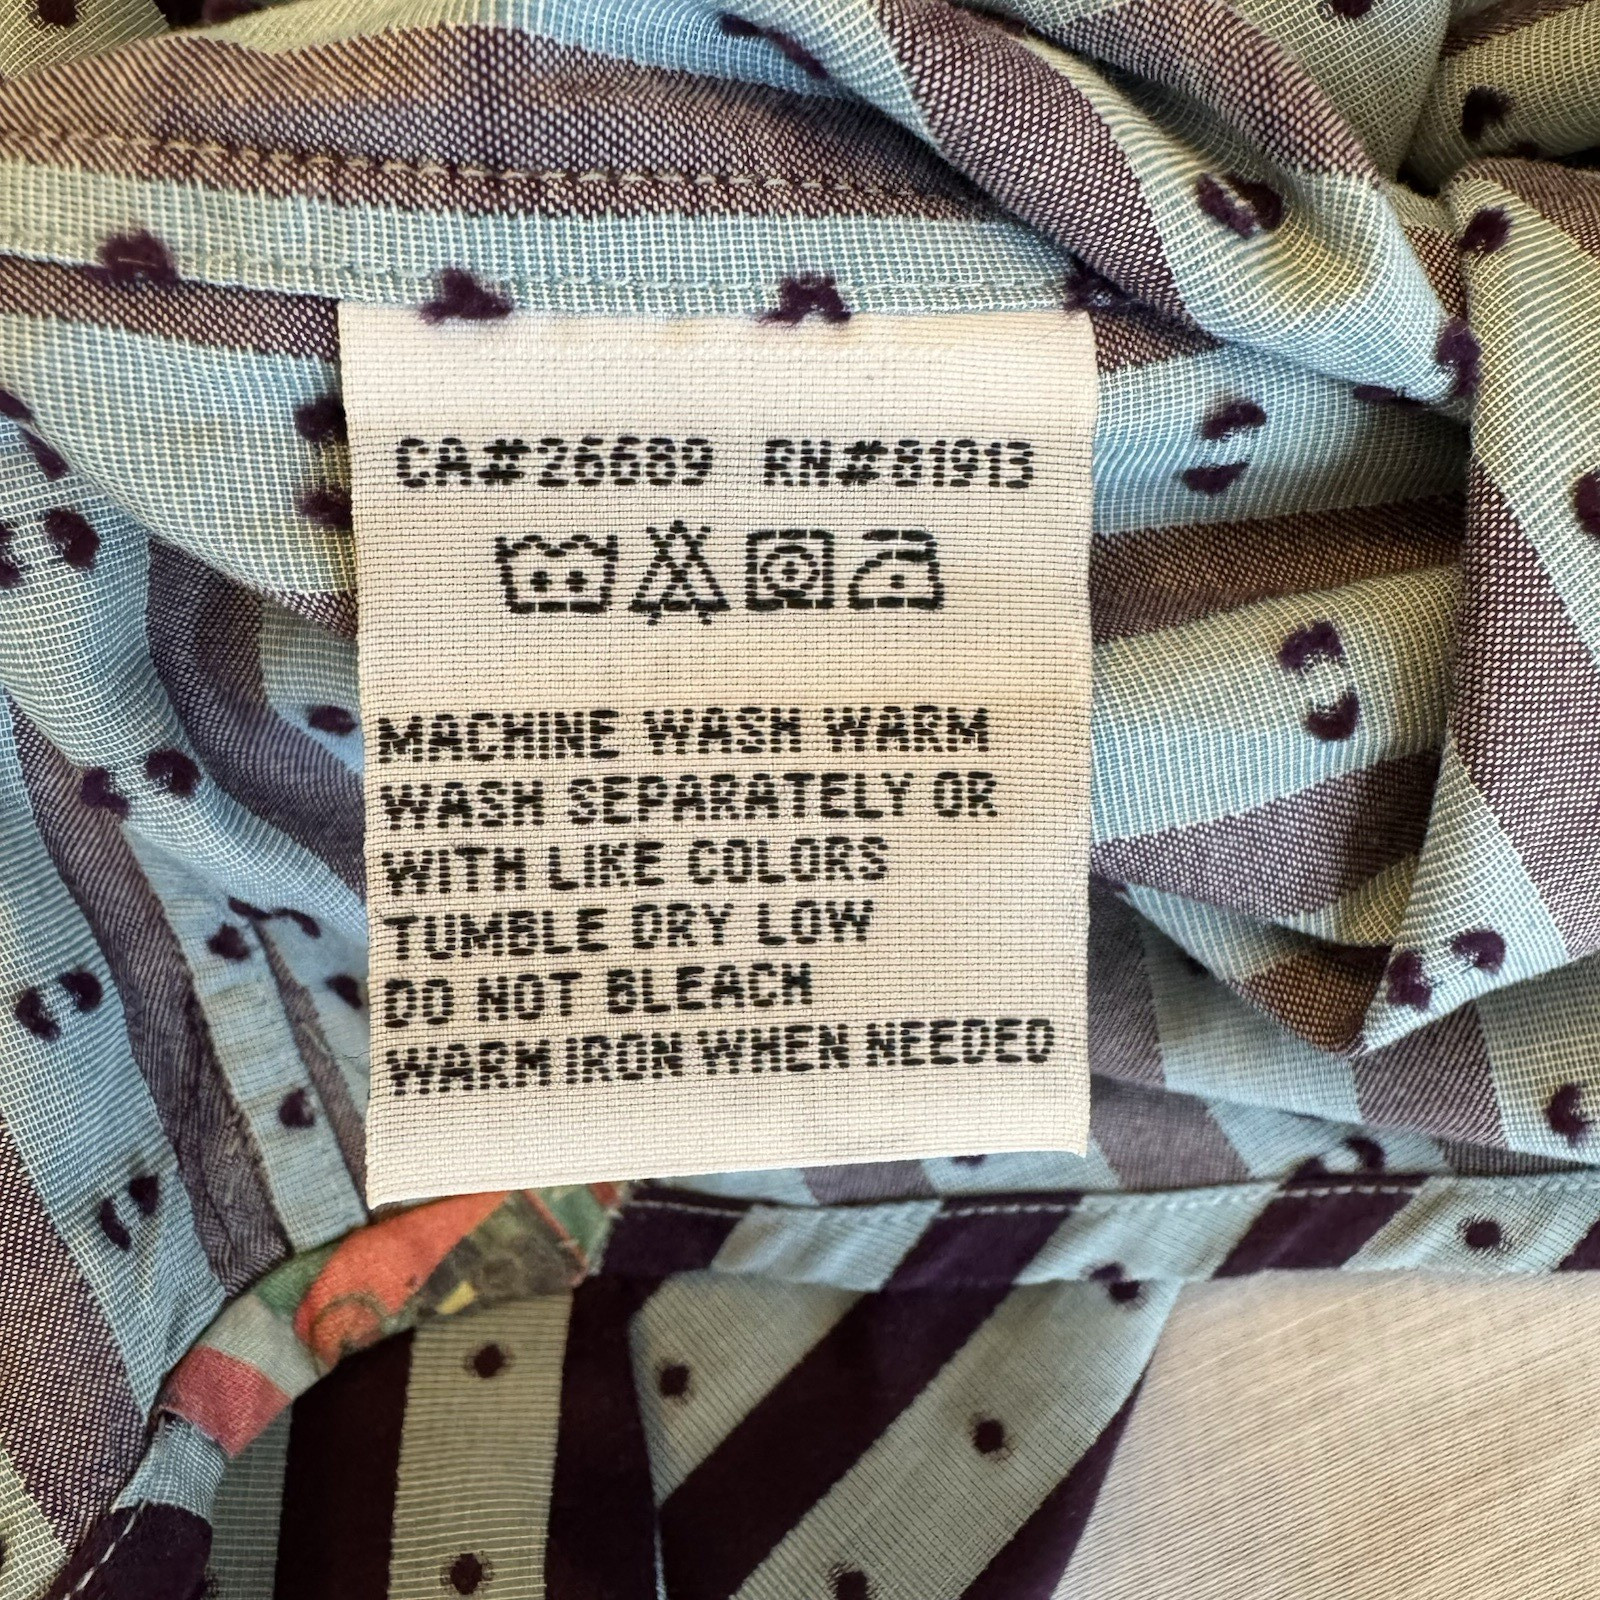 CA#26689 RN#81913
MACHINE WASH WARM
WASH SEPARATELY OR
WITH LIKE COLORS
TUMBLE DRY LOW
DO NOT BLEACH
WARM IRON WHEN NEEDED